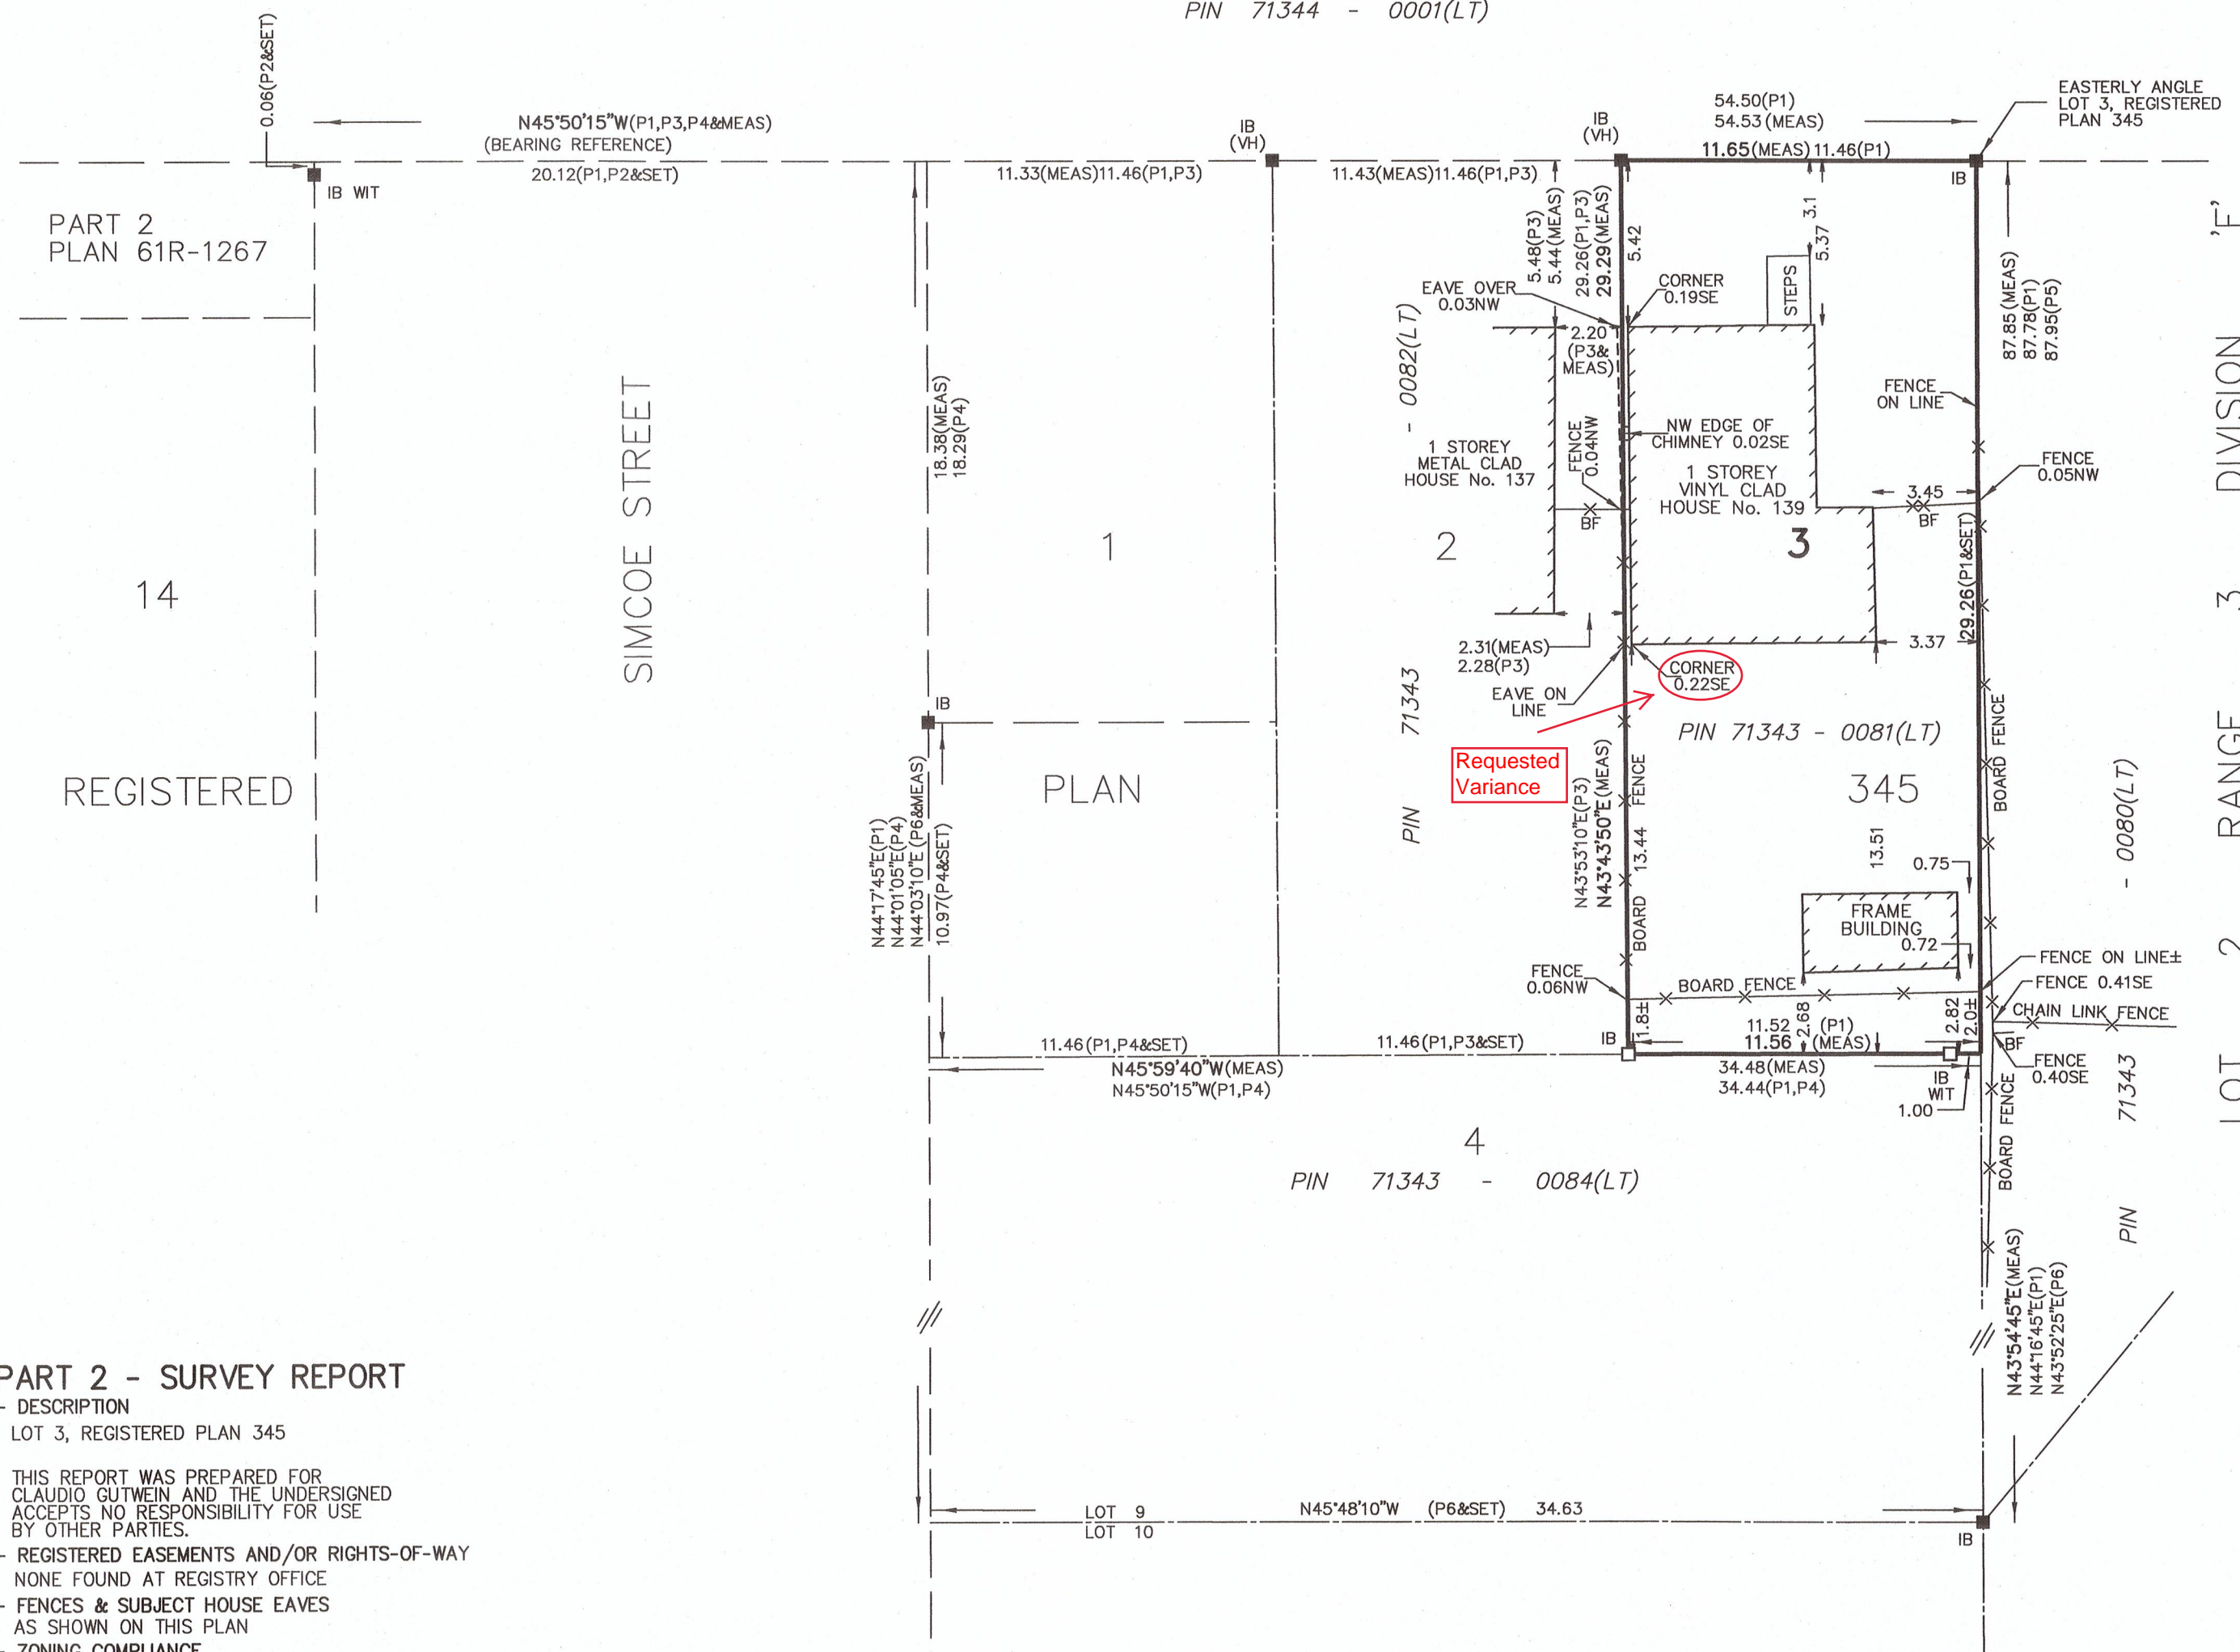 PIN 71344 - 0001(LT)
0.06(P2&SET)
N45°50'15"W(P1,P3,P4&MEAS)
(BEARING REFERENCE)
20.12(P1,P2&SET)
IB WIT
PART 2
PLAN 61R-1267
14
REGISTERED
SIMCOE STREET
IB
(VH)
11.33(MEAS)11.46(P1,P3)
11.43(MEAS)11.46(P1,P3)
IB
(VH)
54.50(P1)
54.53(MEAS)
11.65(MEAS)11.46(P1)
IB
EASTERLY ANGLE
LOT 3, REGISTERED
PLAN 345
18.38(MEAS)
18.29(P4)
1
2
PLAN
IB
N44°17'45"E(P1)
N44°01'05"E(P4)
N44°03'10"E(P6&MEAS)
10.97(P4&SET)
5.48(P3)
5.44(MEAS)
29.26(P1,P3)
29.29(MEAS)
5.42
3.1
5.37
STEPS
EAVE OVER
0.03NW
CORNER
0.19SE
2.20
(P3&
MEAS)
- 0082(LT)
1 STOREY
METAL CLAD
HOUSE No. 137
FENCE
0.04NW
BF
NW EDGE OF
CHIMNEY 0.02SE
1 STOREY
VINYL CLAD
HOUSE No. 139
3
FENCE
ON LINE
87.85(MEAS)
87.78(P1)
87.95(P5)
FENCE
0.05NW
3.45
BF
29.26(P1&SET)
3.37
2.31(MEAS)
2.28(P3)
EAVE ON
LINE
CORNER
0.22SE
Requested
Variance
PIN 71343
PIN 71343 - 0081(LT)
345
N43°53'10"E(P3)
N43°43'50"E(MEAS)
BOARD FENCE
13.44
13.51
BOARD FENCE
0.75
FRAME
BUILDING
0.72
FENCE
0.06NW
BOARD FENCE
FENCE ON LINE±
FENCE 0.41SE
CHAIN LINK FENCE
BF
FENCE
0.40SE
1.8±
2.68
2.82
2.0±
11.52 (P1)
11.56 (MEAS)
IB
11.46(P1,P4&SET)
11.46(P1,P3&SET)
N45°59'40"W(MEAS)
N45°50'15"W(P1,P4)
34.48(MEAS)
34.44(P1,P4)
IB
WIT
1.00
BOARD FENCE
PIN 71343 - 0080(LT)
LOT 2 RANGE 3 DIVISION 'F'
4
PIN 71343 - 0084(LT)
N43°54'45"E(MEAS)
N44°16'45"E(P1)
N43°52'25"E(P6)
LOT 9
LOT 10
N45°48'10"W (P6&SET) 34.63
IB
PART 2 - SURVEY REPORT
- DESCRIPTION
LOT 3, REGISTERED PLAN 345
THIS REPORT WAS PREPARED FOR
CLAUDIO GUTWEIN AND THE UNDERSIGNED
ACCEPTS NO RESPONSIBILITY FOR USE
BY OTHER PARTIES.
- REGISTERED EASEMENTS AND/OR RIGHTS-OF-WAY
NONE FOUND AT REGISTRY OFFICE
- FENCES & SUBJECT HOUSE EAVES
AS SHOWN ON THIS PLAN
- ZONING COMPLIANCE